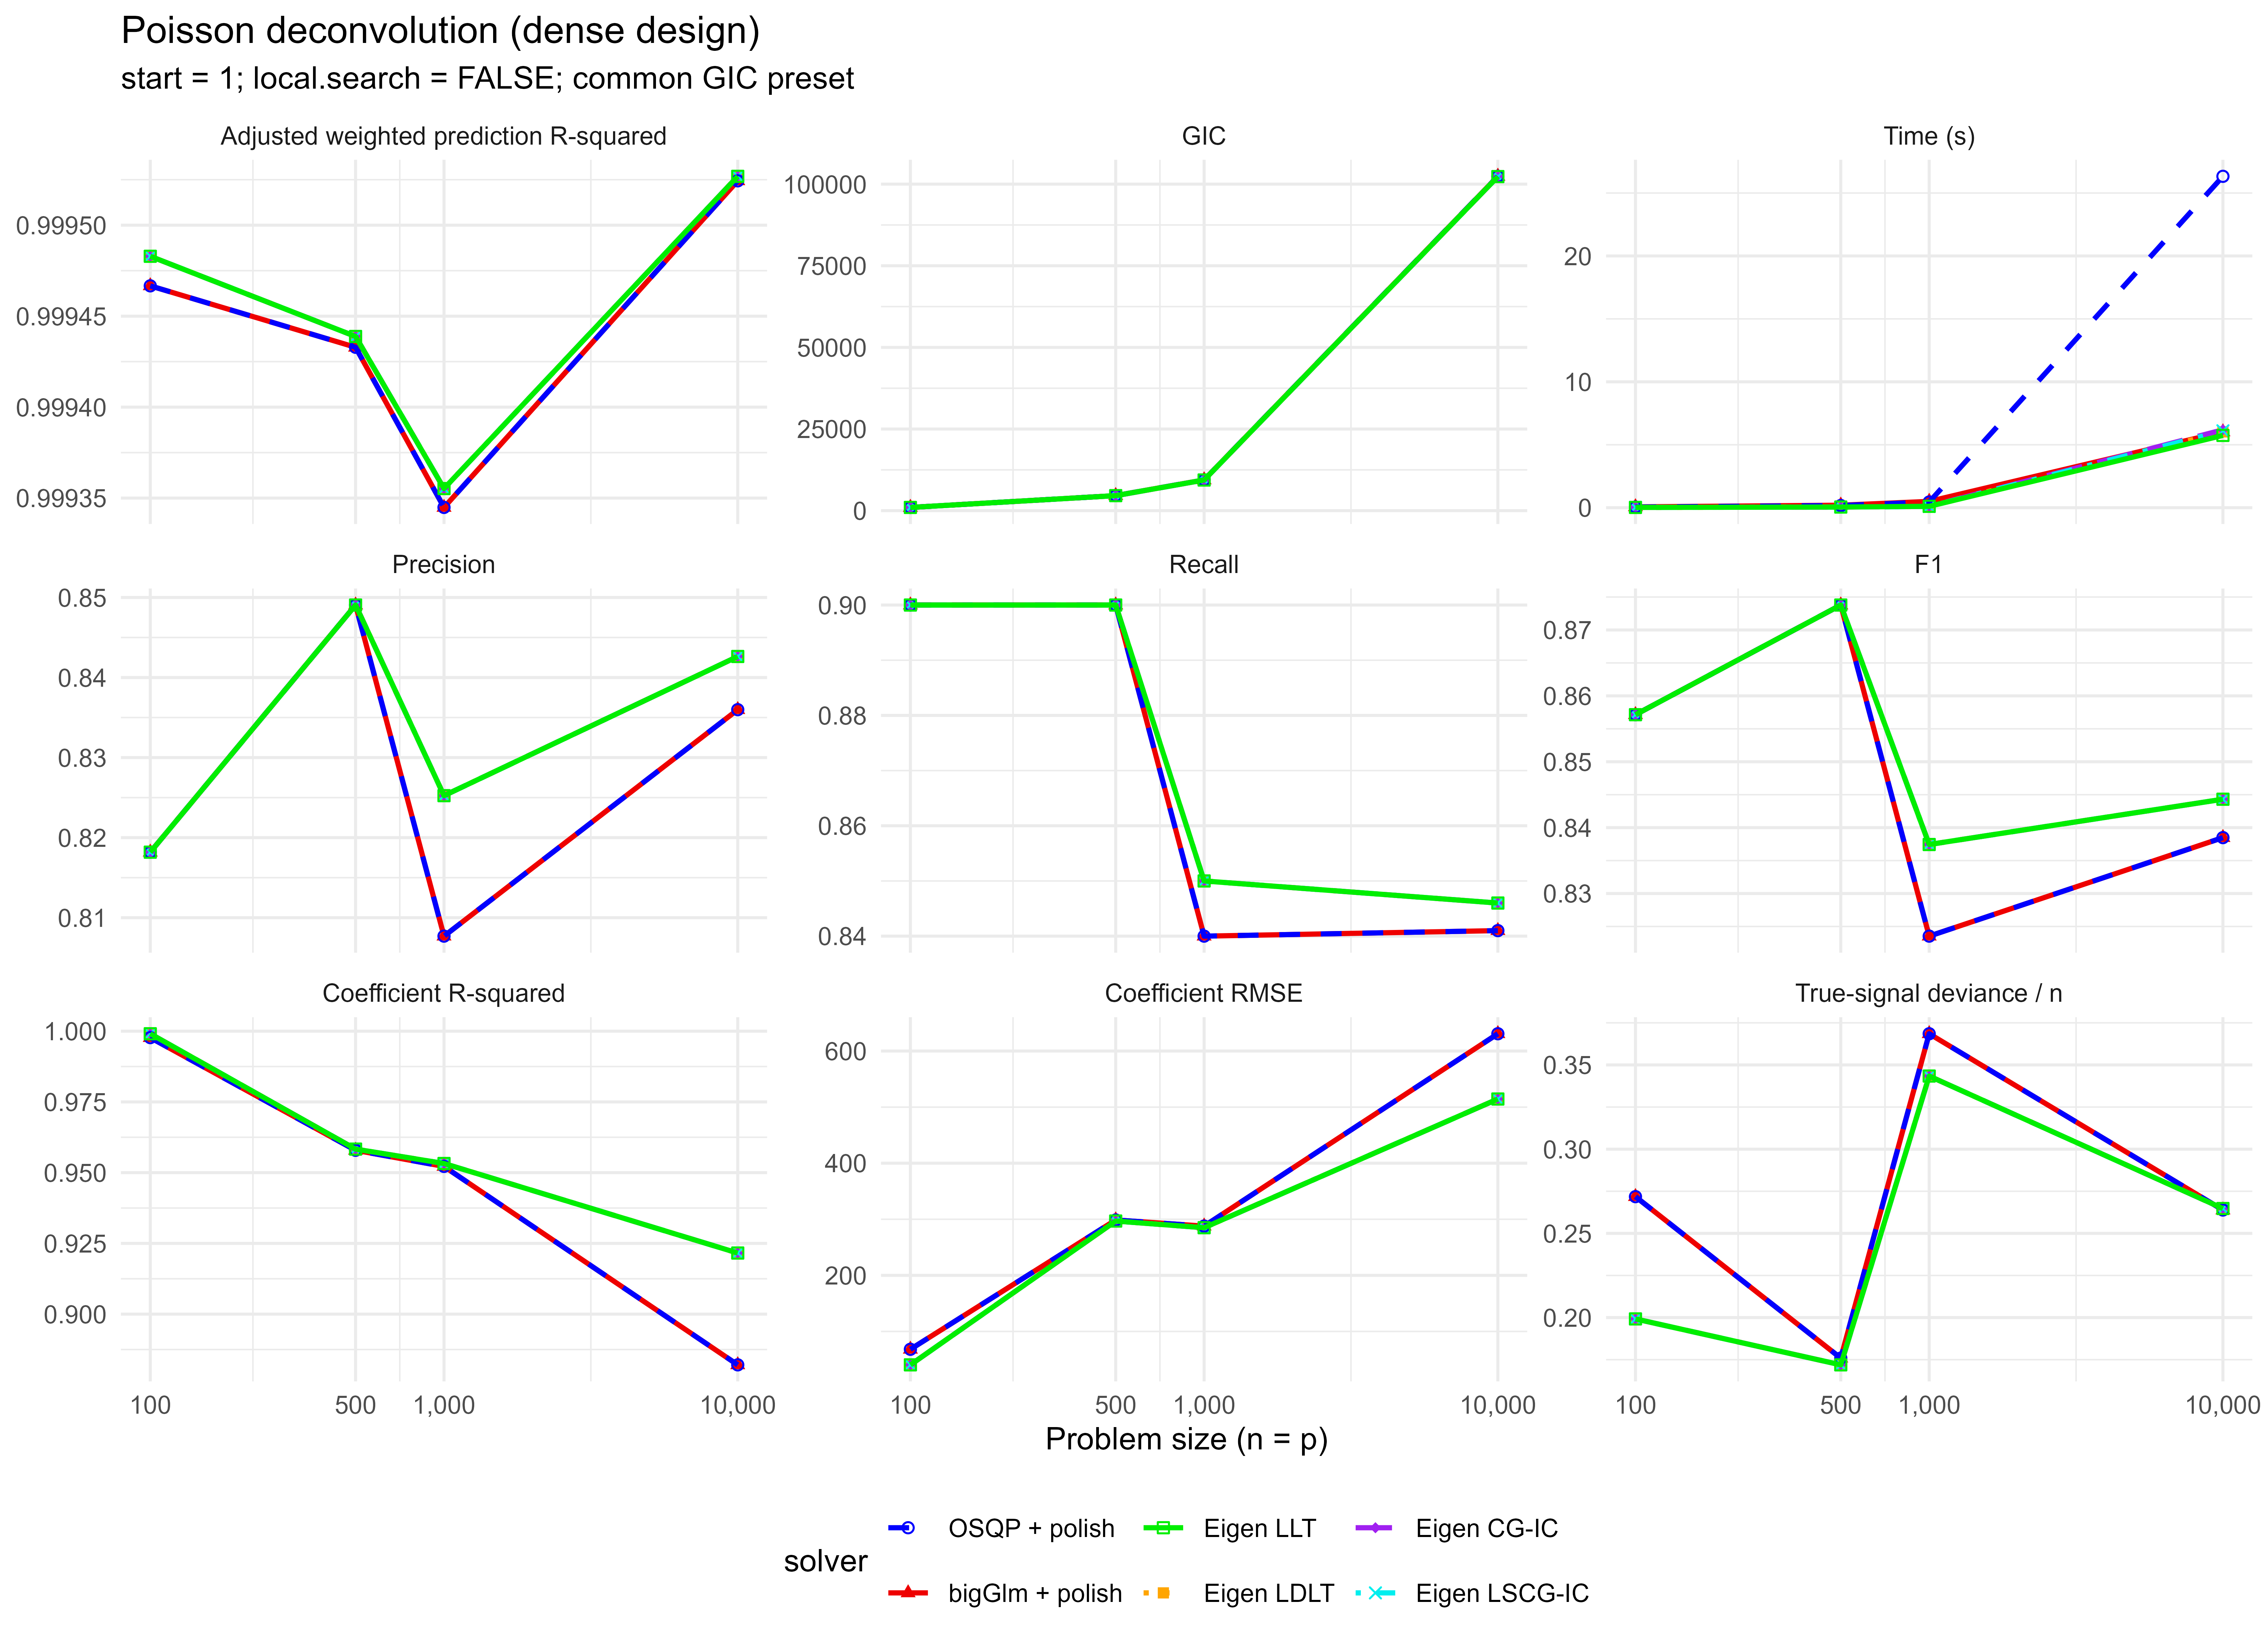 Poisson deconvolution (dense design)
start = 1; local.search = FALSE; common GIC preset
Adjusted weighted prediction R-squared
0.99950
0.99945
0.99940
0.99935
GIC
100000
75000
50000
25000
0
Time (s)
20
10
0
Precision
0.85
0.84
0.83
0.82
0.81
Recall
0.90
0.88
0.86
0.84
F1
0.87
0.86
0.85
0.84
0.83
Coefficient R-squared
1.000
0.975
0.950
0.925
0.900
100 500 1,000 10,000
Coefficient RMSE
600
400
200
100 500 1,000 10,000
True-signal deviance / n
0.35
0.30
0.25
0.20
100 500 1,000 10,000
Problem size (n = p)
solver
OSQP + polish
Eigen LLT
Eigen CG-IC
bigGlm + polish
Eigen LDLT
Eigen LSCG-IC